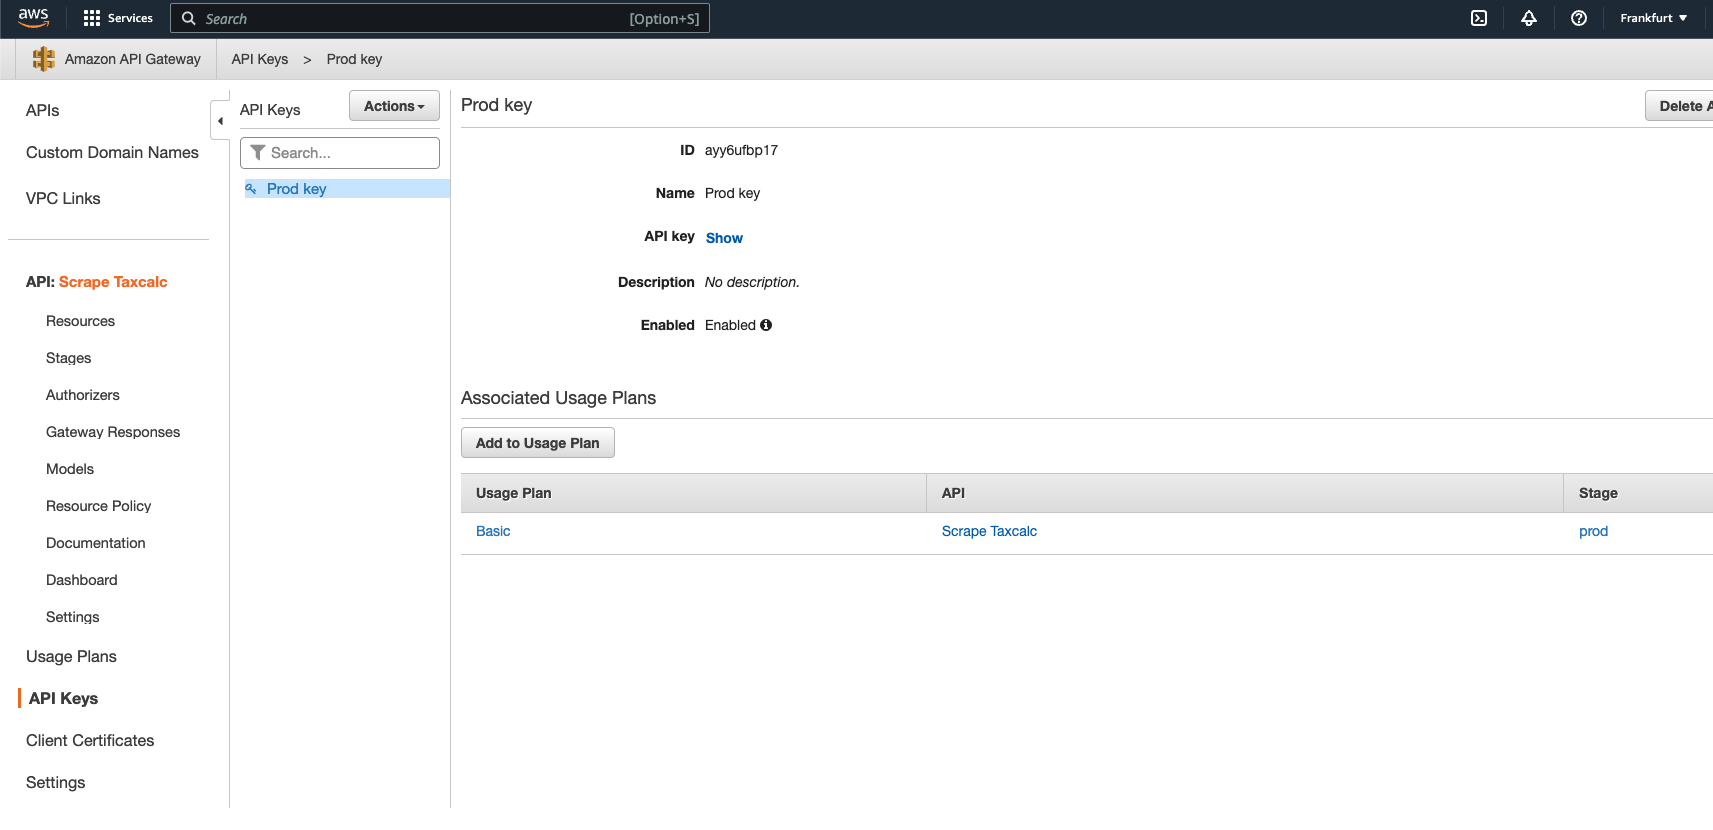 aws
Services
Search
[Option+S]
Frankfurt
Amazon API Gateway
API Keys > Prod key
APIs
Custom Domain Names
VPC Links
API: Scrape Taxcalc
Resources
Stages
Authorizers
Gateway Responses
Models
Resource Policy
Documentation
Dashboard
Settings
Usage Plans
API Keys
Client Certificates
Settings
API Keys
Actions
Search...
Prod key
Prod key
Delete A
ID ayy6ufbp17
Name Prod key
API key Show
Description No description.
Enabled Enabled
Associated Usage Plans
Add to Usage Plan
Usage Plan API Stage
Basic Scrape Taxcalc prod